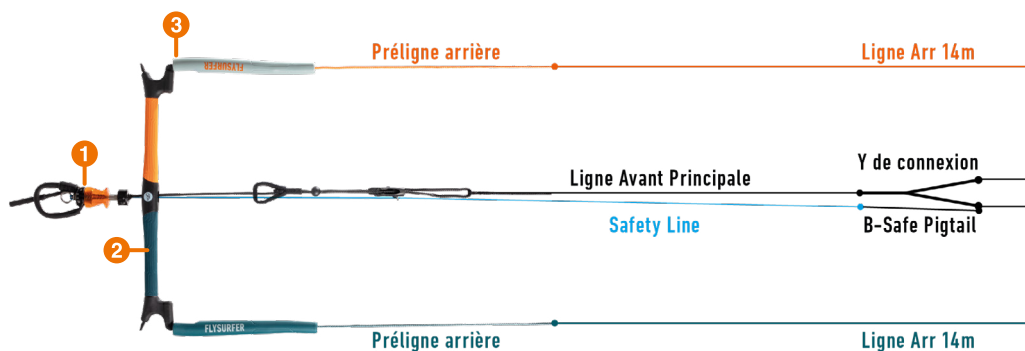 3
FLYSURFER
Préligne arrière
Ligne Arr 14m
1
Y de connexion
Ligne Avant Principale
Safety Line
B-Safe Pigtail
2
FLYSURFER
Préligne arrière
Ligne Arr 14m